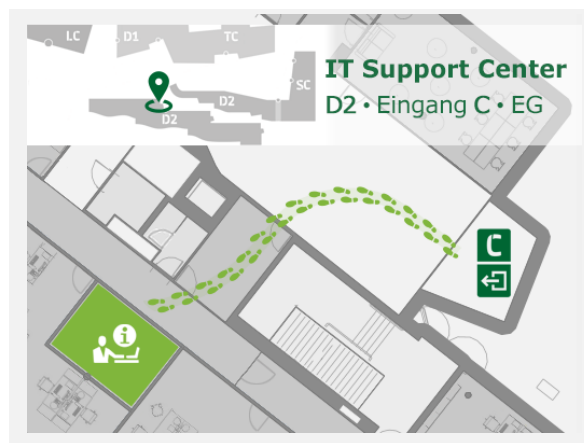 LC
D1
TC
SC
D2
D2
IT Support Center
D2 • Eingang C • EG
C
i